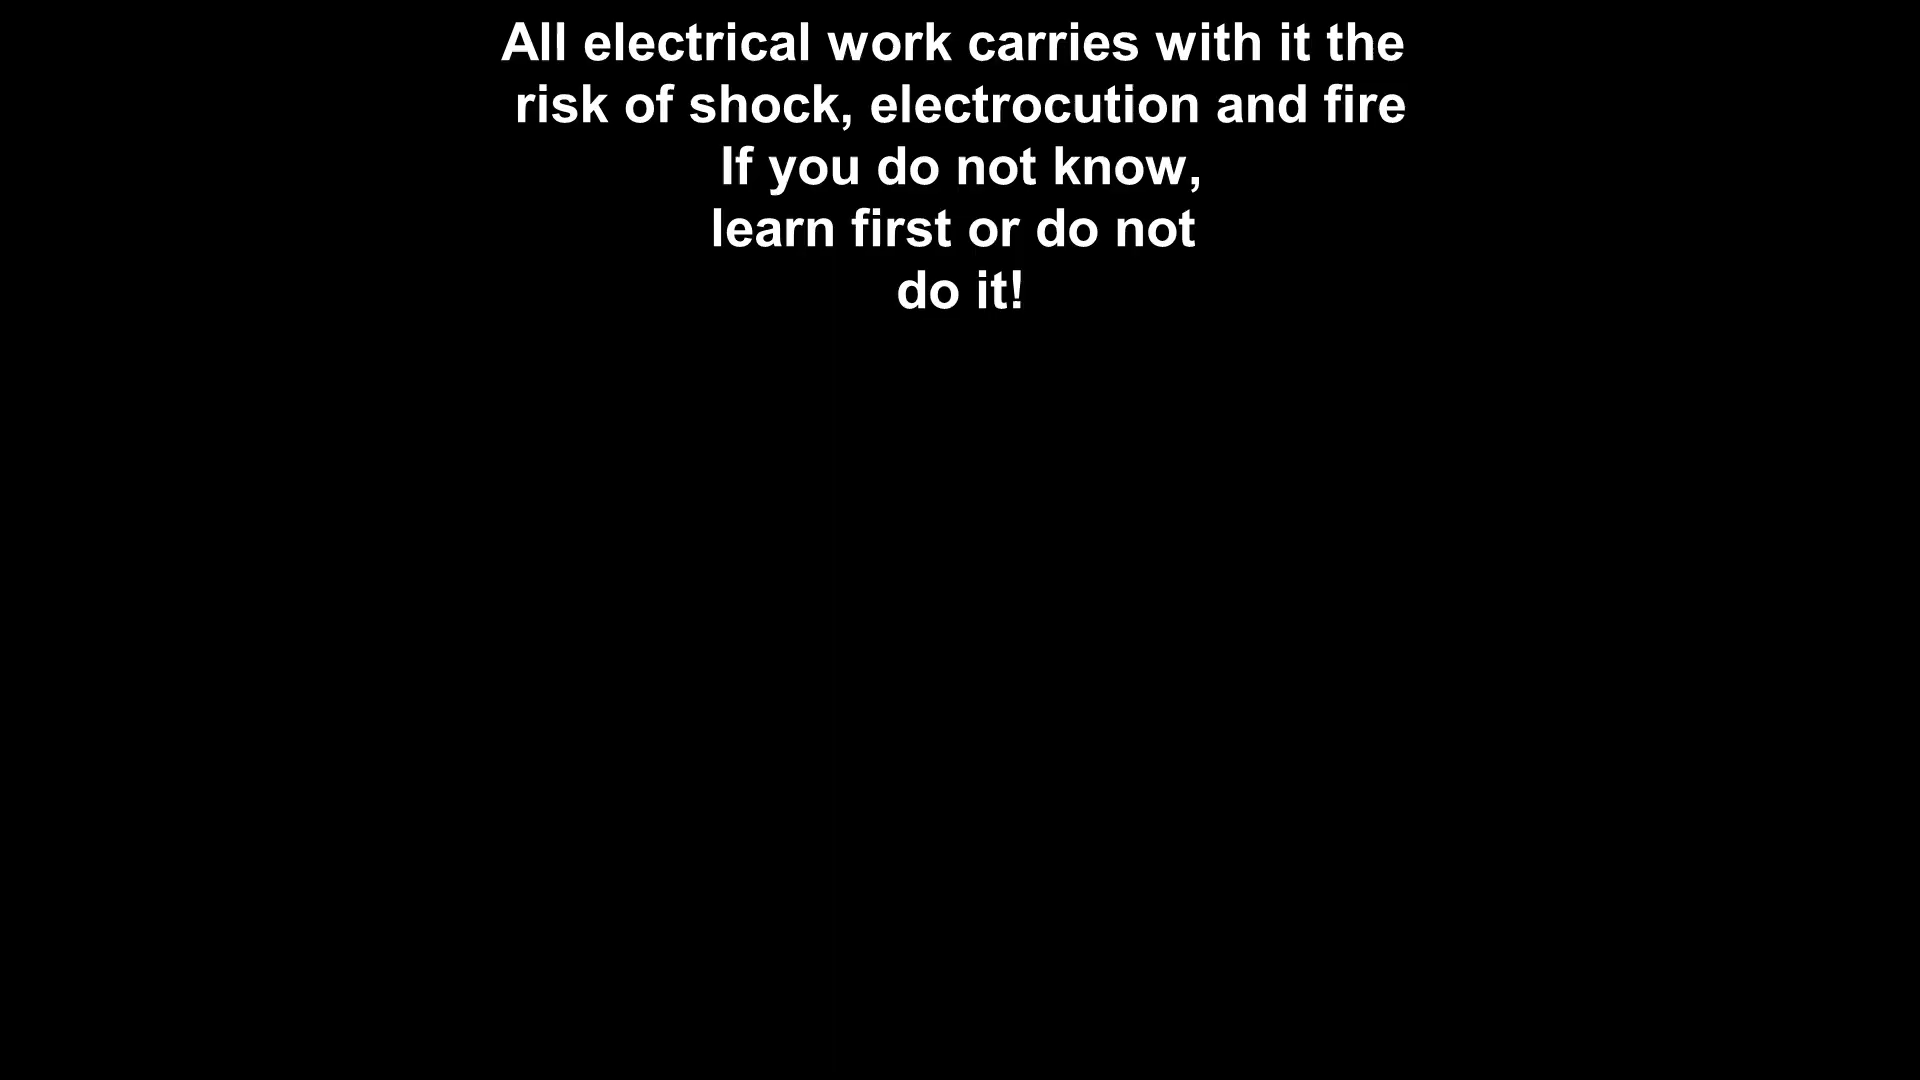 All electrical work carries with it the
risk of shock, electrocution and fire
If you do not know,
learn first or do not
do it!